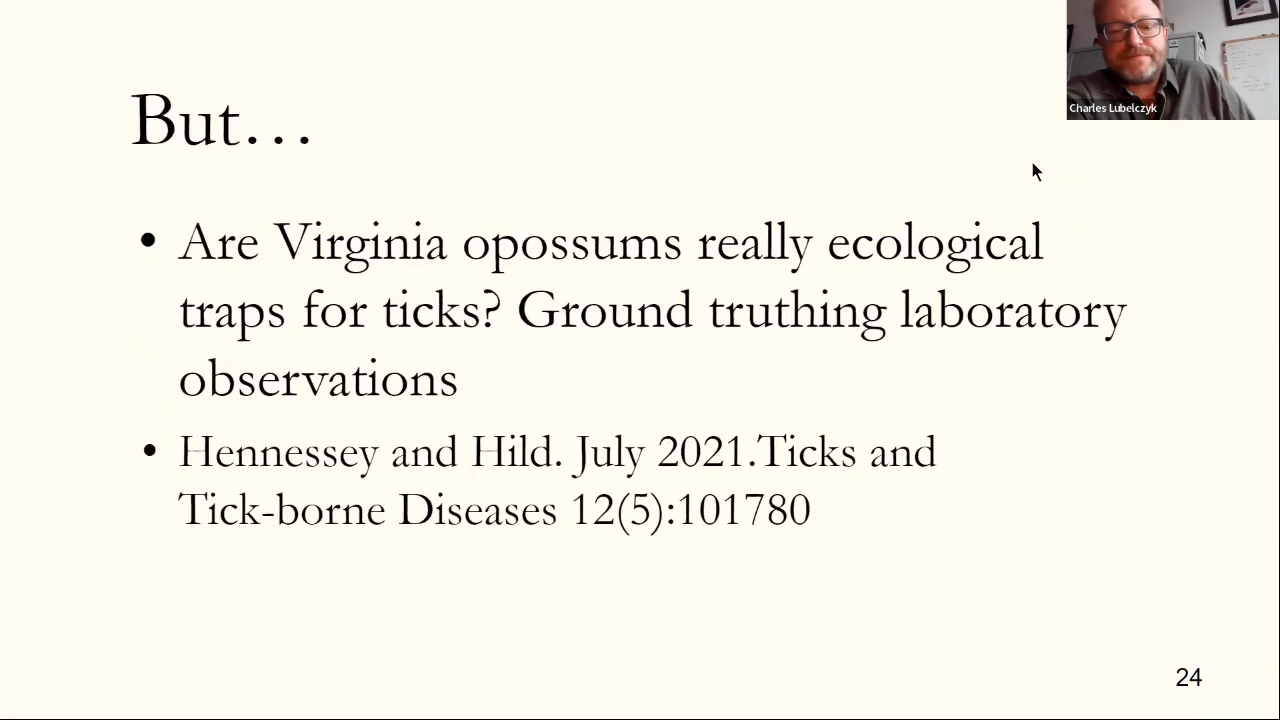 Charles Lubelczyk
But…
• Are Virginia opossums really ecological
traps for ticks? Ground truthing laboratory
observations
• Hennessey and Hild. July 2021.Ticks and
Tick-borne Diseases 12(5):101780
24